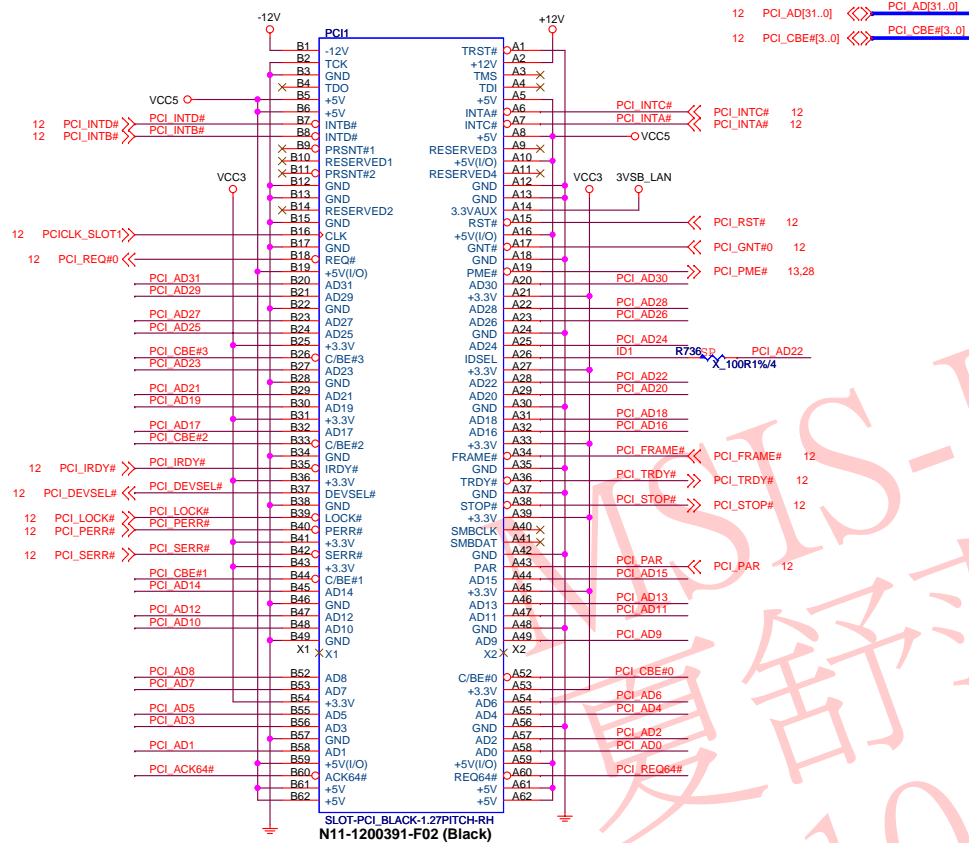 -12V
+12V
12 PCI_AD[31..0] PCI_AD[31..0]
12 PCI_CBE#[3..0] PCI_CBE#[3..0]
PCI1
B1 -12V TRST# A1
B2 TCK +12V A2
B3 GND TMS A3
B4 TDO TDI A4
VCC5 B5 +5V +5V A5
B6 +5V INTA# A6 PCI_INTC# PCI_INTC# 12
12 PCI_INTD# PCI_INTD# B7 INTB# INTC# A7 PCI_INTA# PCI_INTA# 12
12 PCI_INTB# PCI_INTB# B8 INTD# +5V A8 VCC5
B9 PRSNT#1 RESERVED3 A9
B10 RESERVED1 +5V(I/O) A10
B11 PRSNT#2 RESERVED4 A11
VCC3 B12 GND GND A12 VCC3 3VSB_LAN
B13 GND GND A13
B14 RESERVED2 3.3VAUX A14
B15 GND RST# A15 PCI_RST# 12
12 PCICLK_SLOT1 B16 CLK +5V(I/O) A16
B17 GND GNT# A17 PCI_GNT#0 12
12 PCI_REQ#0 B18 REQ# GND A18
B19 +5V(I/O) PME# A19 PCI_PME# 13,28
PCI_AD31 B20 AD31 AD30 A20 PCI_AD30
PCI_AD29 B21 AD29 +3.3V A21
B22 GND AD28 A22 PCI_AD28
PCI_AD27 B23 AD27 AD26 A23 PCI_AD26
PCI_AD25 B24 AD25 GND A24
B25 +3.3V AD24 A25 PCI_AD24
PCI_CBE#3 B26 C/BE#3 IDSEL A26 ID1 R736 PCI_AD22
X_100R1%/4
PCI_AD23 B27 AD23 +3.3V A27
B28 GND AD22 A28 PCI_AD22
PCI_AD21 B29 AD21 AD20 A29 PCI_AD20
PCI_AD19 B30 AD19 GND A30
B31 +3.3V AD18 A31 PCI_AD18
PCI_AD17 B32 AD17 AD16 A32 PCI_AD16
PCI_CBE#2 B33 C/BE#2 +3.3V A33
B34 GND FRAME# A34 PCI_FRAME# PCI_FRAME# 12
12 PCI_IRDY# PCI_IRDY# B35 IRDY# GND A35
B36 +3.3V TRDY# A36 PCI_TRDY# PCI_TRDY# 12
12 PCI_DEVSEL# PCI_DEVSEL# B37 DEVSEL# GND A37
B38 GND STOP# A38 PCI_STOP# PCI_STOP# 12
12 PCI_LOCK# PCI_LOCK# B39 LOCK# +3.3V A39
12 PCI_PERR# PCI_PERR# B40 PERR# SMBCLK A40
B41 +3.3V SMBDAT A41
12 PCI_SERR# PCI_SERR# B42 SERR# GND A42
B43 +3.3V PAR A43 PCI_PAR PCI_PAR 12
PCI_CBE#1 B44 C/BE#1 AD15 A44 PCI_AD15
PCI_AD14 B45 AD14 +3.3V A45
B46 GND AD13 A46 PCI_AD13
PCI_AD12 B47 AD12 AD11 A47 PCI_AD11
PCI_AD10 B48 AD10 GND A48
B49 GND AD9 A49 PCI_AD9
X1 X1 X2 X2
PCI_AD8 B52 AD8 C/BE#0 A52 PCI_CBE#0
PCI_AD7 B53 AD7 +3.3V A53
B54 +3.3V AD6 A54 PCI_AD6
PCI_AD5 B55 AD5 AD4 A55 PCI_AD4
PCI_AD3 B56 AD3 GND A56
B57 GND AD2 A57 PCI_AD2
PCI_AD1 B58 AD1 AD0 A58 PCI_AD0
B59 +5V(I/O) +5V(I/O) A59
PCI_ACK64# B60 ACK64# REQ64# A60 PCI_REQ64#
B61 +5V +5V A61
B62 +5V +5V A62
SLOT-PCI_BLACK-1.27PITCH-RH
N11-1200391-F02 (Black)
MSIS-
夏舒